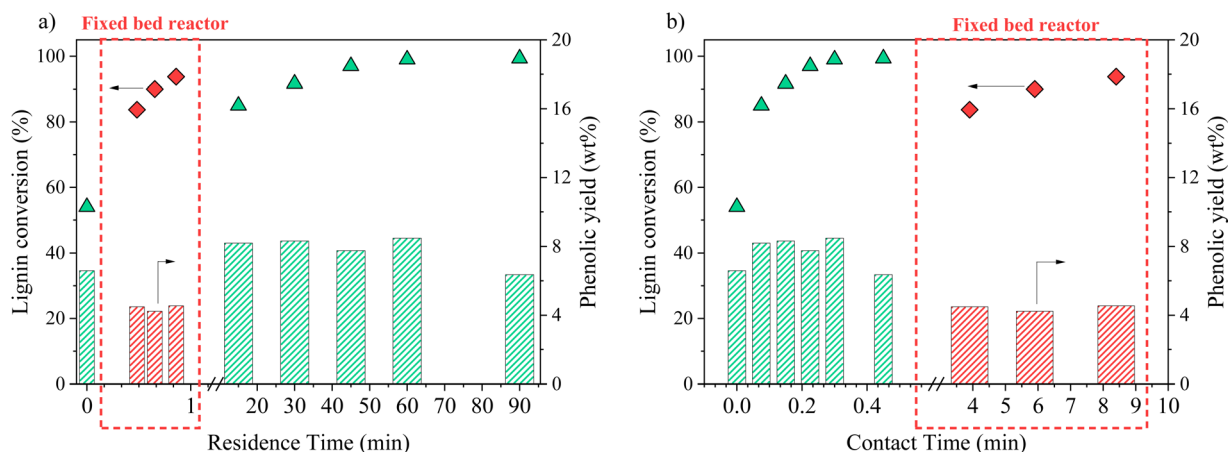 a)
Fixed bed reactor
100
80
60
40
20
0
Lignin conversion (%)
20
16
12
8
4
0
Phenolic yield (wt%)
0 1 20 30 40 50 60 70 80 90
Residence Time (min)
b)
Fixed bed reactor
100
80
60
40
20
0
Lignin conversion (%)
20
16
12
8
4
0
Phenolic yield (wt%)
0.0 0.2 0.4 4 5 6 7 8 9 10
Contact Time (min)